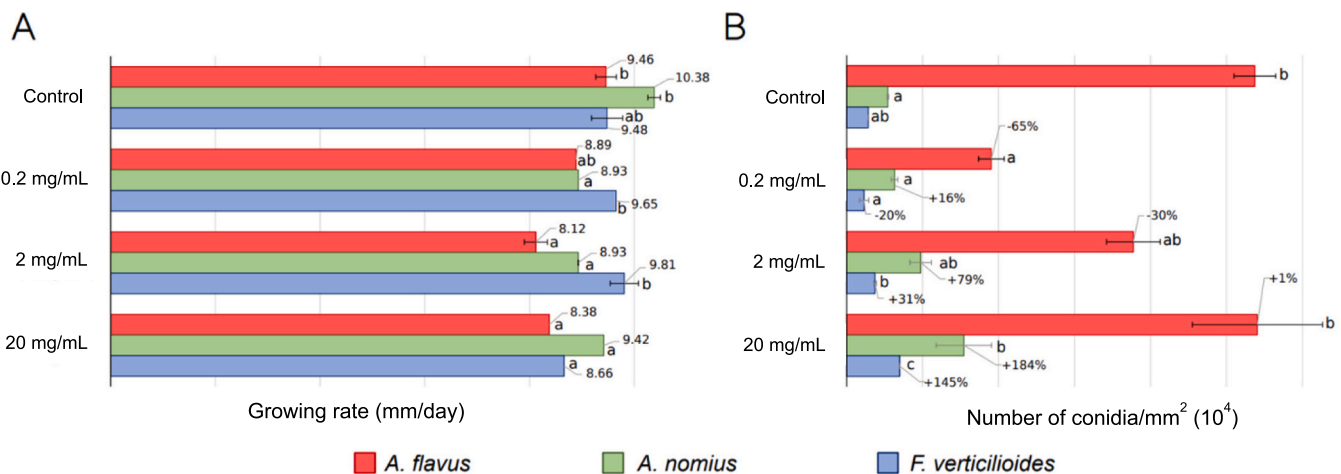 A
B
Control
9.46
b
10.38
b
ab
9.48
0.2 mg/mL
8.89
ab
8.93
a
9.65
b
2 mg/mL
8.12
a
8.93
a
9.81
b
20 mg/mL
8.38
a
9.42
a
a
8.66
Growing rate (mm/day)
Control
b
a
ab
0.2 mg/mL
-65%
a
a
+16%
a
-20%
2 mg/mL
-30%
ab
ab
+79%
b
+31%
20 mg/mL
+1%
b
b
+184%
c
+145%
Number of conidia/mm² (10⁴)
A. flavus A. nomius F. verticilioides